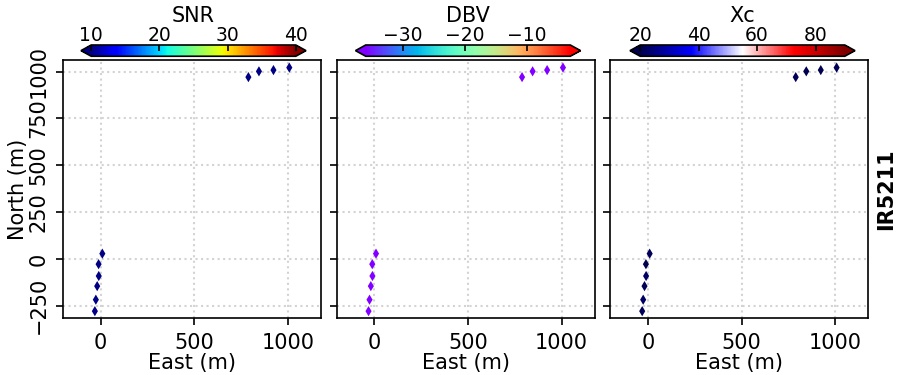 SNR DBV Xc
10 20 30 40 −30 −20 −10 20 40 60 80
North (m)
1000
750
500
250
0
−250
0 500 1000 0 500 1000 0 500 1000
East (m) East (m) East (m)
IR5211